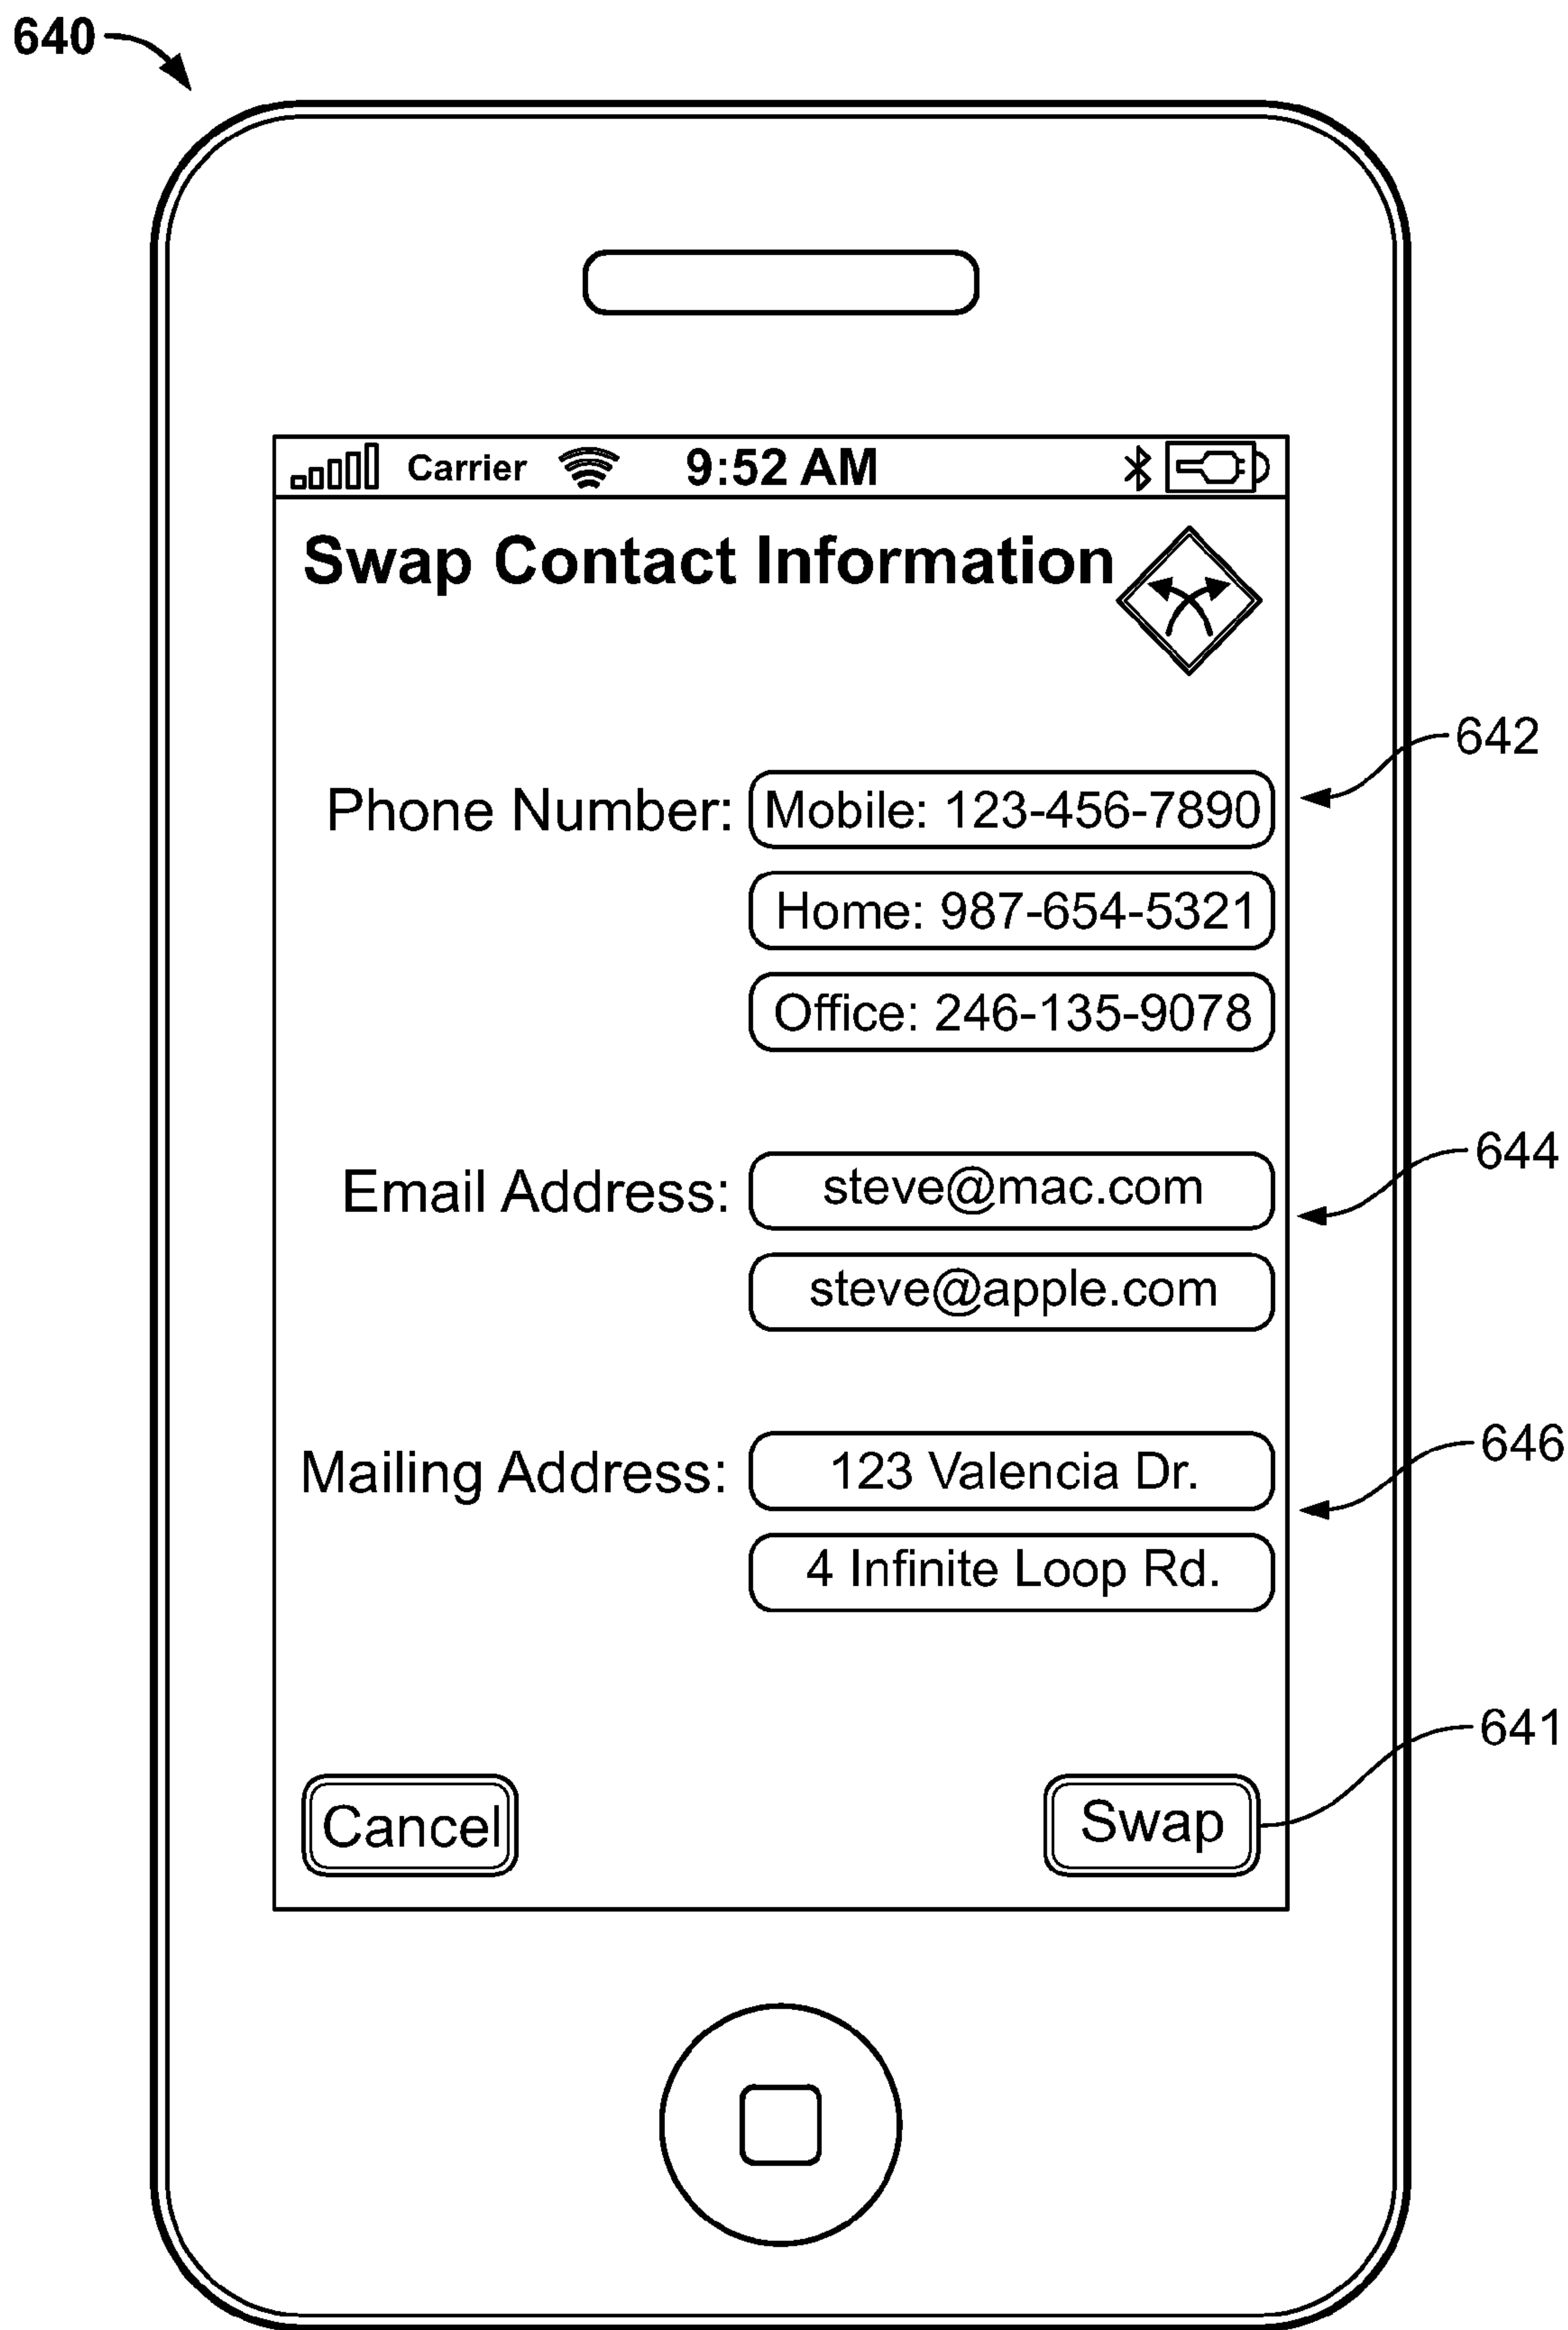 640
Carrier 9:52 AM
Swap Contact Information
642
Phone Number: Mobile: 123-456-7890
Home: 987-654-5321
Office: 246-135-9078
644
Email Address: steve@mac.com
steve@apple.com
646
Mailing Address: 123 Valencia Dr.
4 Infinite Loop Rd.
641
Cancel Swap